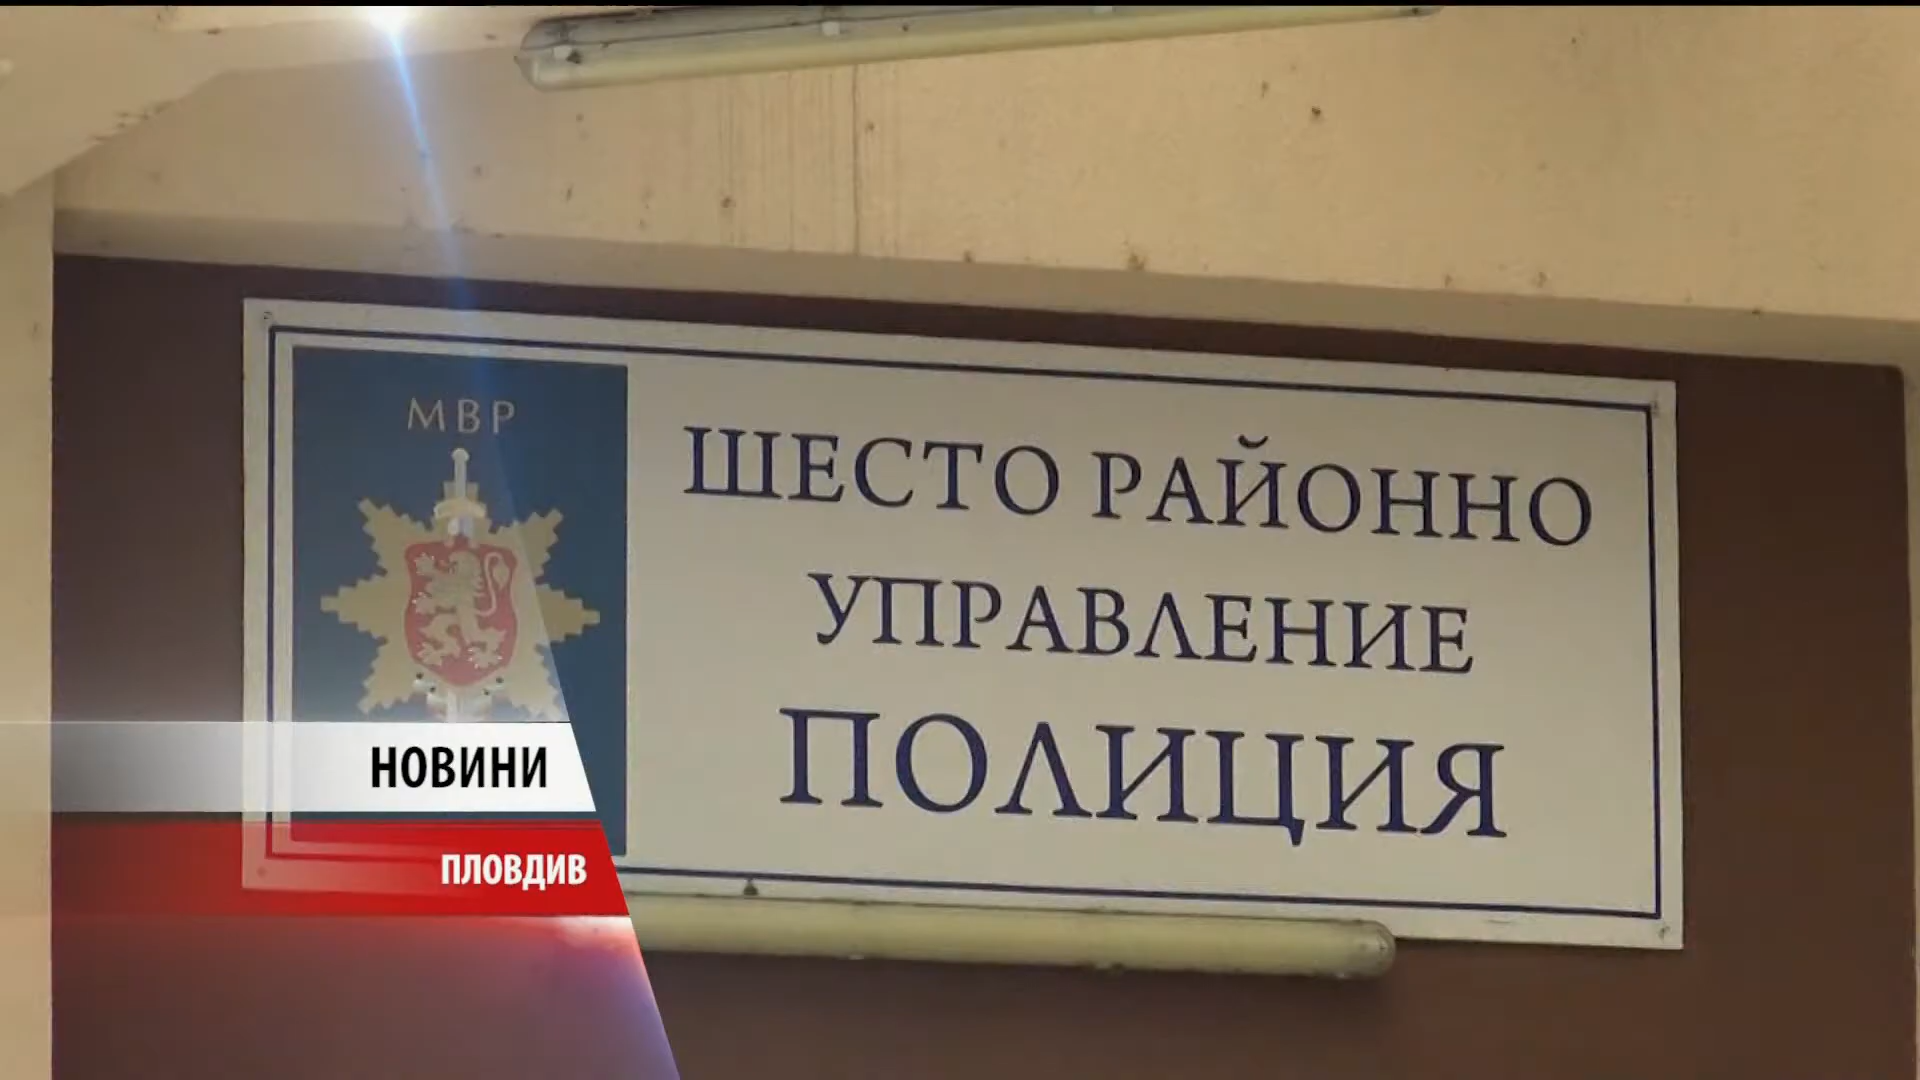 МВР
ШЕСТО РАЙОННО
УПРАВЛЕНИЕ
ПОЛИЦИЯ
НОВИНИ
ПЛОВДИВ